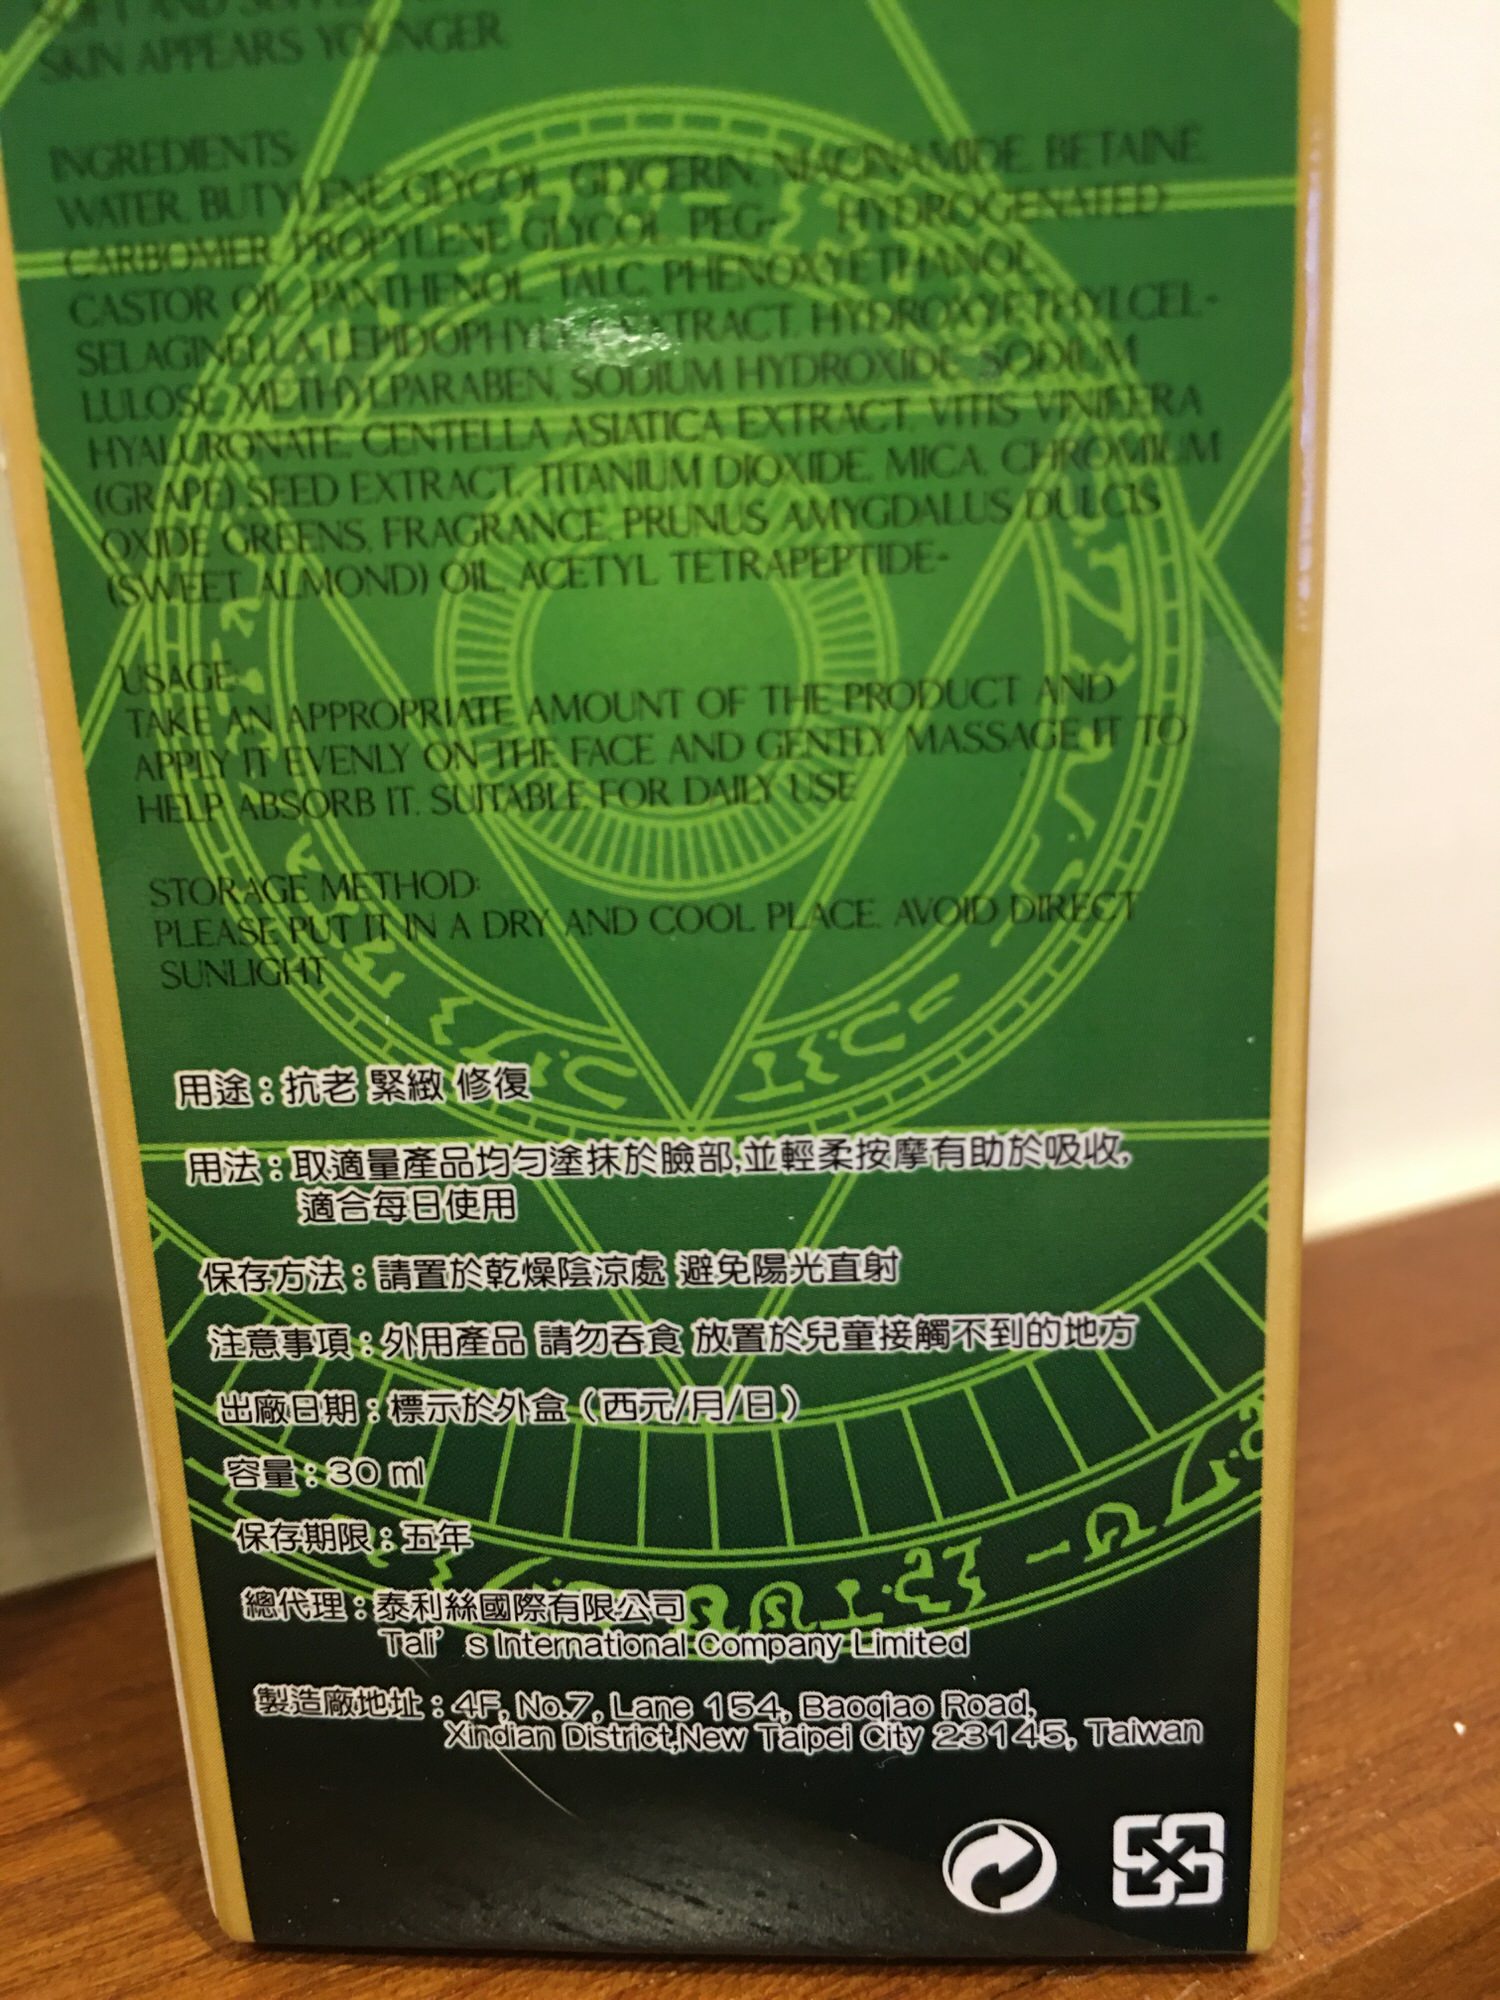 SOFT AND
SKIN APPEARS YOUNGER
INGREDIENTS:
WATER, BUTYLENE GLYCOL, GLYCERIN, NIACINAMIDE, BETAINE,
CARBOMER, PROPYLENE GLYCOL, PEG- HYDROGENATED
CASTOR OIL, PANTHENOL, TALC, PHENOXYETHANOL,
SELAGINELLA LEPIDOPHYLLA EXTRACT, HYDROXYETHYLCEL-
LULOSE, METHYLPARABEN, SODIUM HYDROXIDE, SODIUM
HYALURONATE, CENTELLA ASIATICA EXTRACT, VITIS VINIFERA
(GRAPE) SEED EXTRACT, TITANIUM DIOXIDE, MICA, CHROMIUM
OXIDE GREENS, FRAGRANCE, PRUNUS AMYGDALUS DULCIS
(SWEET ALMOND) OIL, ACETYL TETRAPEPTIDE-
USAGE:
TAKE AN APPROPRIATE AMOUNT OF THE PRODUCT AND
APPLY IT EVENLY ON THE FACE AND GENTLY MASSAGE IT TO
HELP ABSORB IT. SUITABLE FOR DAILY USE
STORAGE METHOD:
PLEASE PUT IT IN A DRY AND COOL PLACE. AVOID DIRECT
SUNLIGHT
用途：抗老 緊緻 修復
用法：取適量產品均勻塗抹於臉部,並輕柔按摩有助於吸收,
適合每日使用
保存方法：請置於乾燥陰涼處 避免陽光直射
注意事項：外用產品 請勿吞食 放置於兒童接觸不到的地方
出廠日期：標示於外盒（西元/月/日）
容量：30 ml
保存期限：五年
總代理：泰利絲國際有限公司
Tali’s International Company Limited
製造廠地址：4F, No.7, Lane 154, Baoqiao Road,
Xindian District,New Taipei City 23145, Taiwan